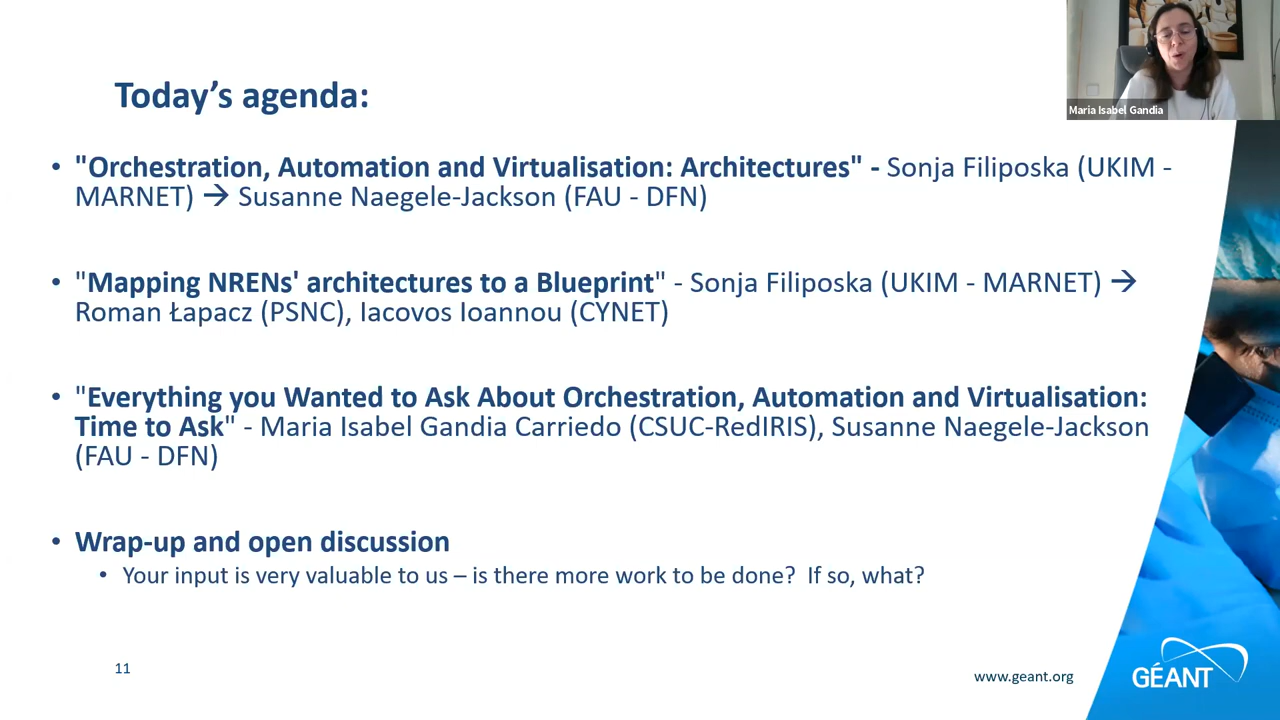 Maria Isabel Gandia
Today's agenda:
• "Orchestration, Automation and Virtualisation: Architectures" - Sonja Filiposka (UKIM -
MARNET) → Susanne Naegele-Jackson (FAU - DFN)
• "Mapping NRENs' architectures to a Blueprint" - Sonja Filiposka (UKIM - MARNET) →
Roman Łapacz (PSNC), Iacovos Ioannou (CYNET)
• "Everything you Wanted to Ask About Orchestration, Automation and Virtualisation:
Time to Ask" - Maria Isabel Gandia Carriedo (CSUC-RedIRIS), Susanne Naegele-Jackson
(FAU - DFN)
• Wrap-up and open discussion
• Your input is very valuable to us – is there more work to be done?  If so, what?
11
www.geant.org
GÉANT